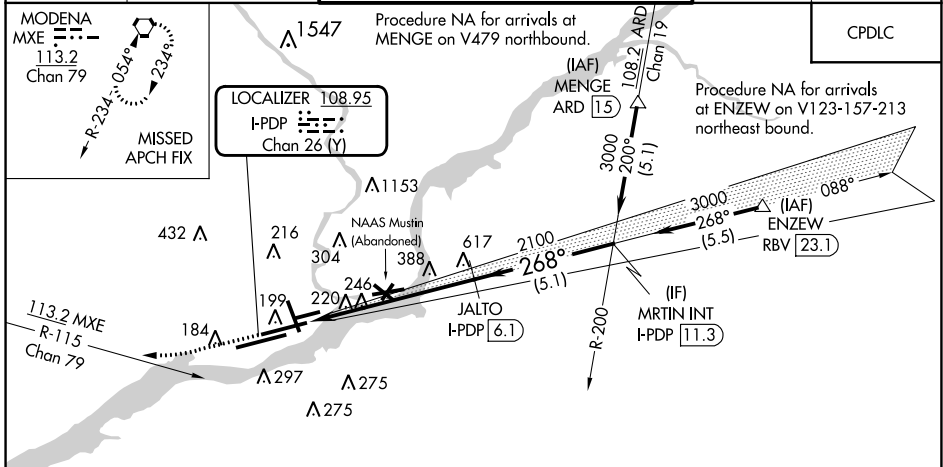 MODENA
MXE
113.2
Chan 79
R-234
054°
234°
MISSED
APCH FIX
1547
Procedure NA for arrivals at
MENGE on V479 northbound.
108.2 ARD
Chan 19
CPDLC
(IAF)
MENGE
ARD 15
Procedure NA for arrivals
at ENZEW on V123-157-213
northeast bound.
LOCALIZER 108.95
I-PDP
Chan 26 (Y)
3000
200°
(5.1)
1153
NAAS Mustin
(Abandoned)
432
216
304
388
617
2100
268°
(5.1)
3000
268°
(5.5)
088°
(IAF)
ENZEW
RBV 23.1
246
220
199
184
JALTO
I-PDP 6.1
(IF)
MRTIN INT
I-PDP 11.3
R-200
113.2 MXE
R-115
Chan 79
297
275
275